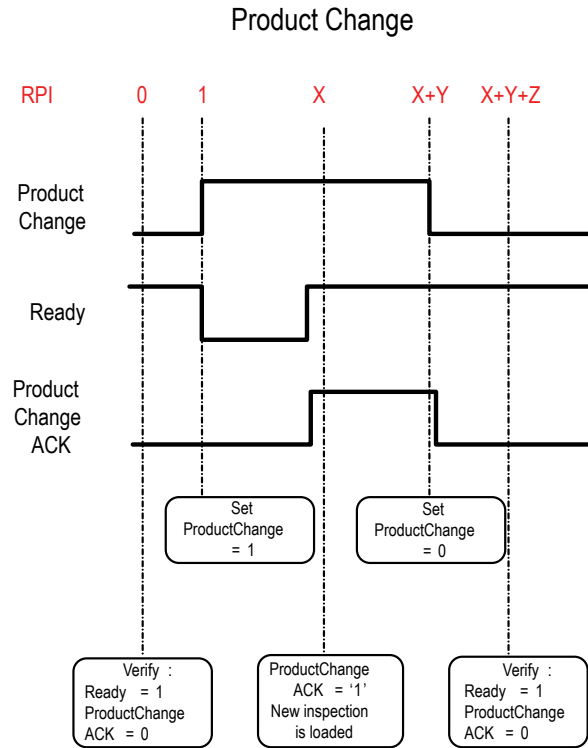 Product Change
RPI 0 1 X X+Y X+Y+Z
Product
Change
Ready
Product
Change
ACK
Set
ProductChange
= 1
Set
ProductChange
= 0
Verify :
Ready = 1
ProductChange
ACK = 0
ProductChange
ACK = ‘1’
New inspection
is loaded
Verify :
Ready = 1
ProductChange
ACK = 0